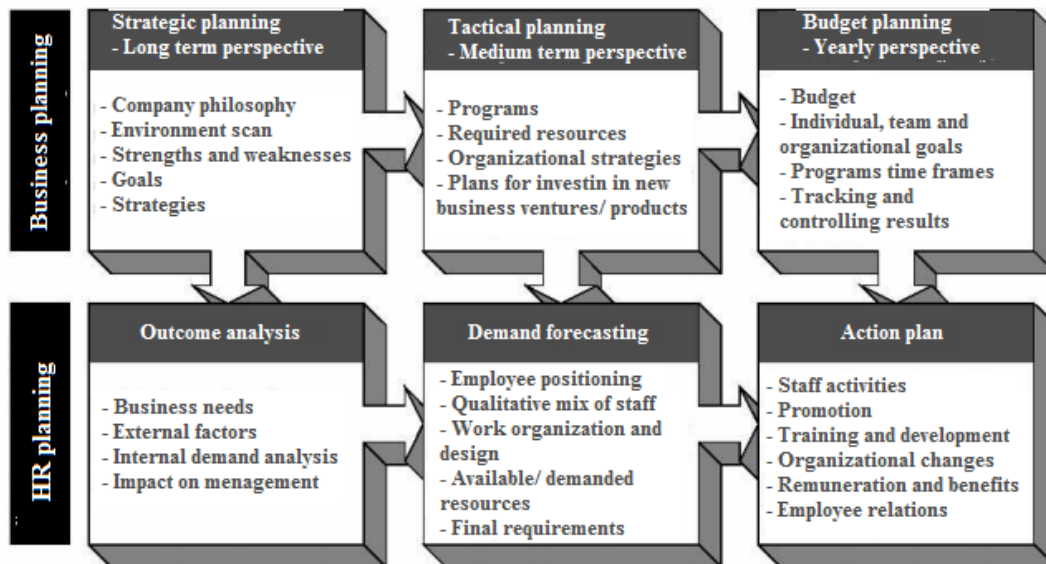 Business planning
Strategic planning
- Long term perspective
- Company philosophy
- Environment scan
- Strengths and weaknesses
- Goals
- Strategies
Tactical planning
- Medium term perspective
- Programs
- Required resources
- Organizational strategies
- Plans for investin in new
business ventures/ products
Budget planning
- Yearly perspective
- Budget
- Individual, team and
organizational goals
- Programs time frames
- Tracking and
controlling results
HR planning
Outcome analysis
- Business needs
- External factors
- Internal demand analysis
- Impact on menagement
Demand forecasting
- Employee positioning
- Qualitative mix of staff
- Work organization and
design
- Available/ demanded
resources
- Final requirements
Action plan
- Staff activities
- Promotion
- Training and development
- Organizational changes
- Remuneration and benefits
- Employee relations